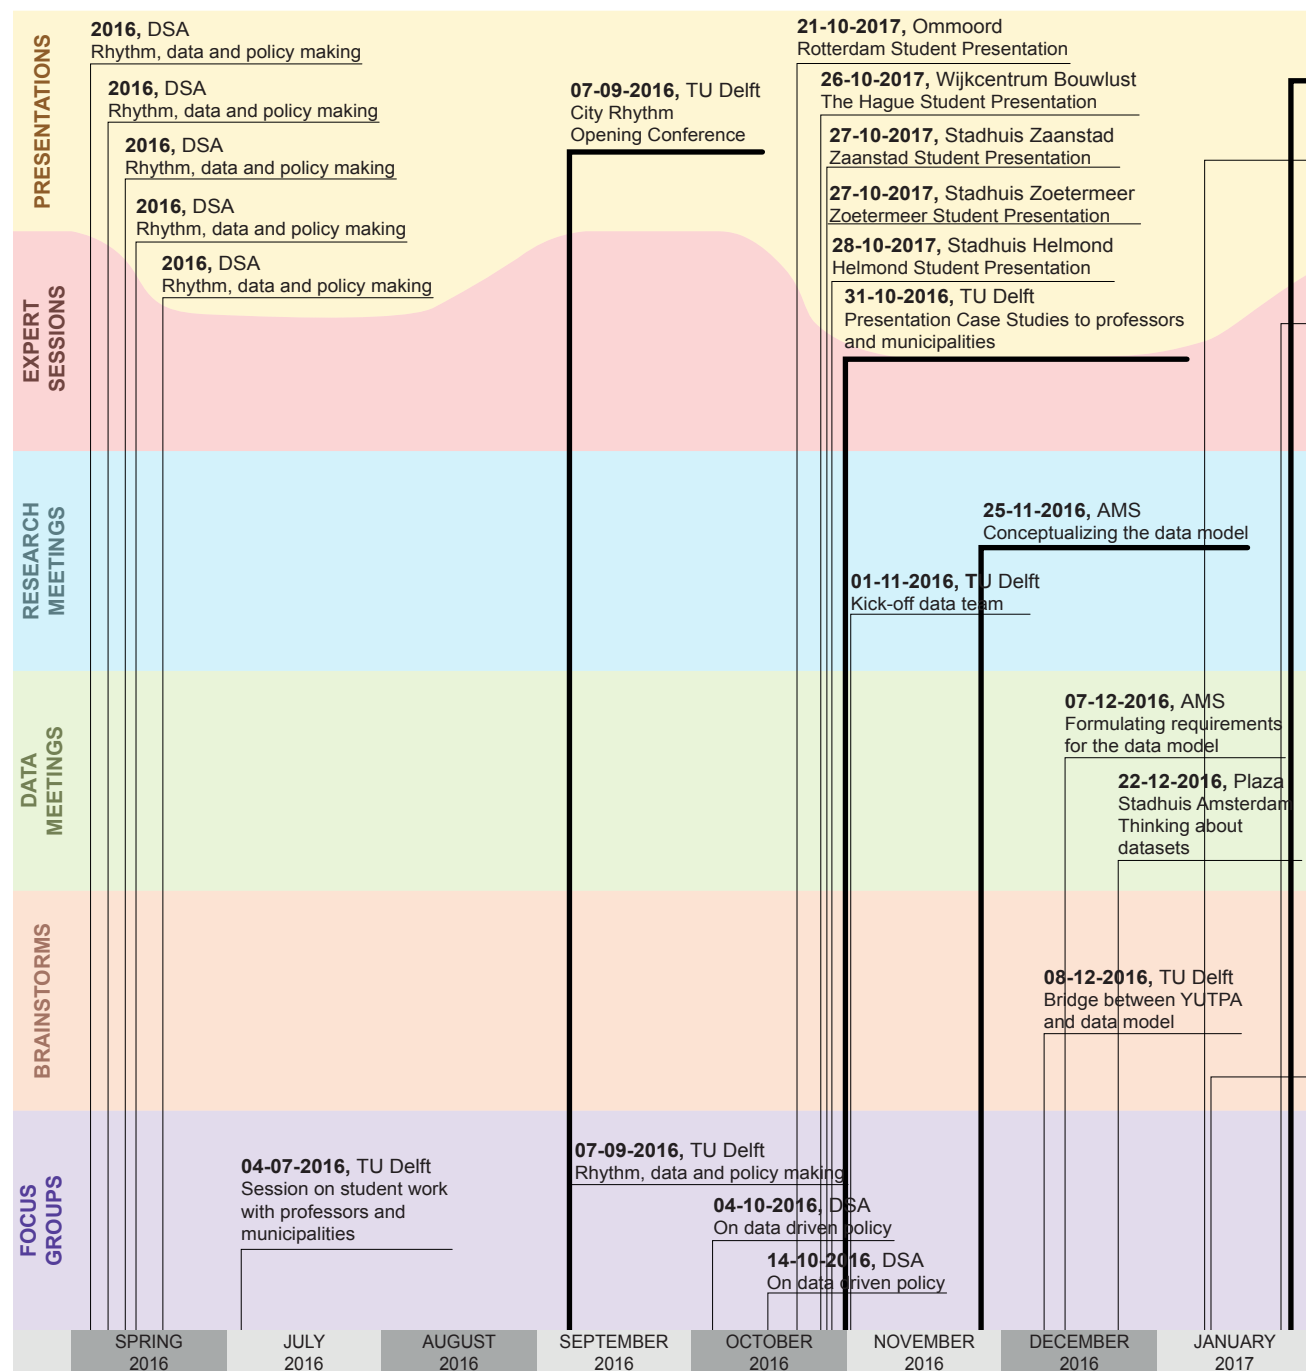 PRESENTATIONS
2016, DSA
Rhythm, data and policy making
2016, DSA
Rhythm, data and policy making
2016, DSA
Rhythm, data and policy making
2016, DSA
Rhythm, data and policy making
2016, DSA
Rhythm, data and policy making
07-09-2016, TU Delft
City Rhythm
Opening Conference
21-10-2017, Ommoord
Rotterdam Student Presentation
26-10-2017, Wijkcentrum Bouwlust
The Hague Student Presentation
27-10-2017, Stadhuis Zaanstad
Zaanstad Student Presentation
27-10-2017, Stadhuis Zoetermeer
Zoetermeer Student Presentation
28-10-2017, Stadhuis Helmond
Helmond Student Presentation
31-10-2016, TU Delft
Presentation Case Studies to professors
and municipalities
EXPERT
SESSIONS
RESEARCH
MEETINGS
25-11-2016, AMS
Conceptualizing the data model
01-11-2016, TU Delft
Kick-off data team
DATA
MEETINGS
07-12-2016, AMS
Formulating requirements
for the data model
22-12-2016, Plaza
Stadhuis Amsterdam
Thinking about
datasets
BRAINSTORMS
08-12-2016, TU Delft
Bridge between YUTPA
and data model
FOCUS
GROUPS
04-07-2016, TU Delft
Session on student work
with professors and
municipalities
07-09-2016, TU Delft
Rhythm, data and policy making
04-10-2016, DSA
On data driven policy
14-10-2016, DSA
On data driven policy
SPRING
2016
JULY
2016
AUGUST
2016
SEPTEMBER
2016
OCTOBER
2016
NOVEMBER
2016
DECEMBER
2016
JANUARY
2017